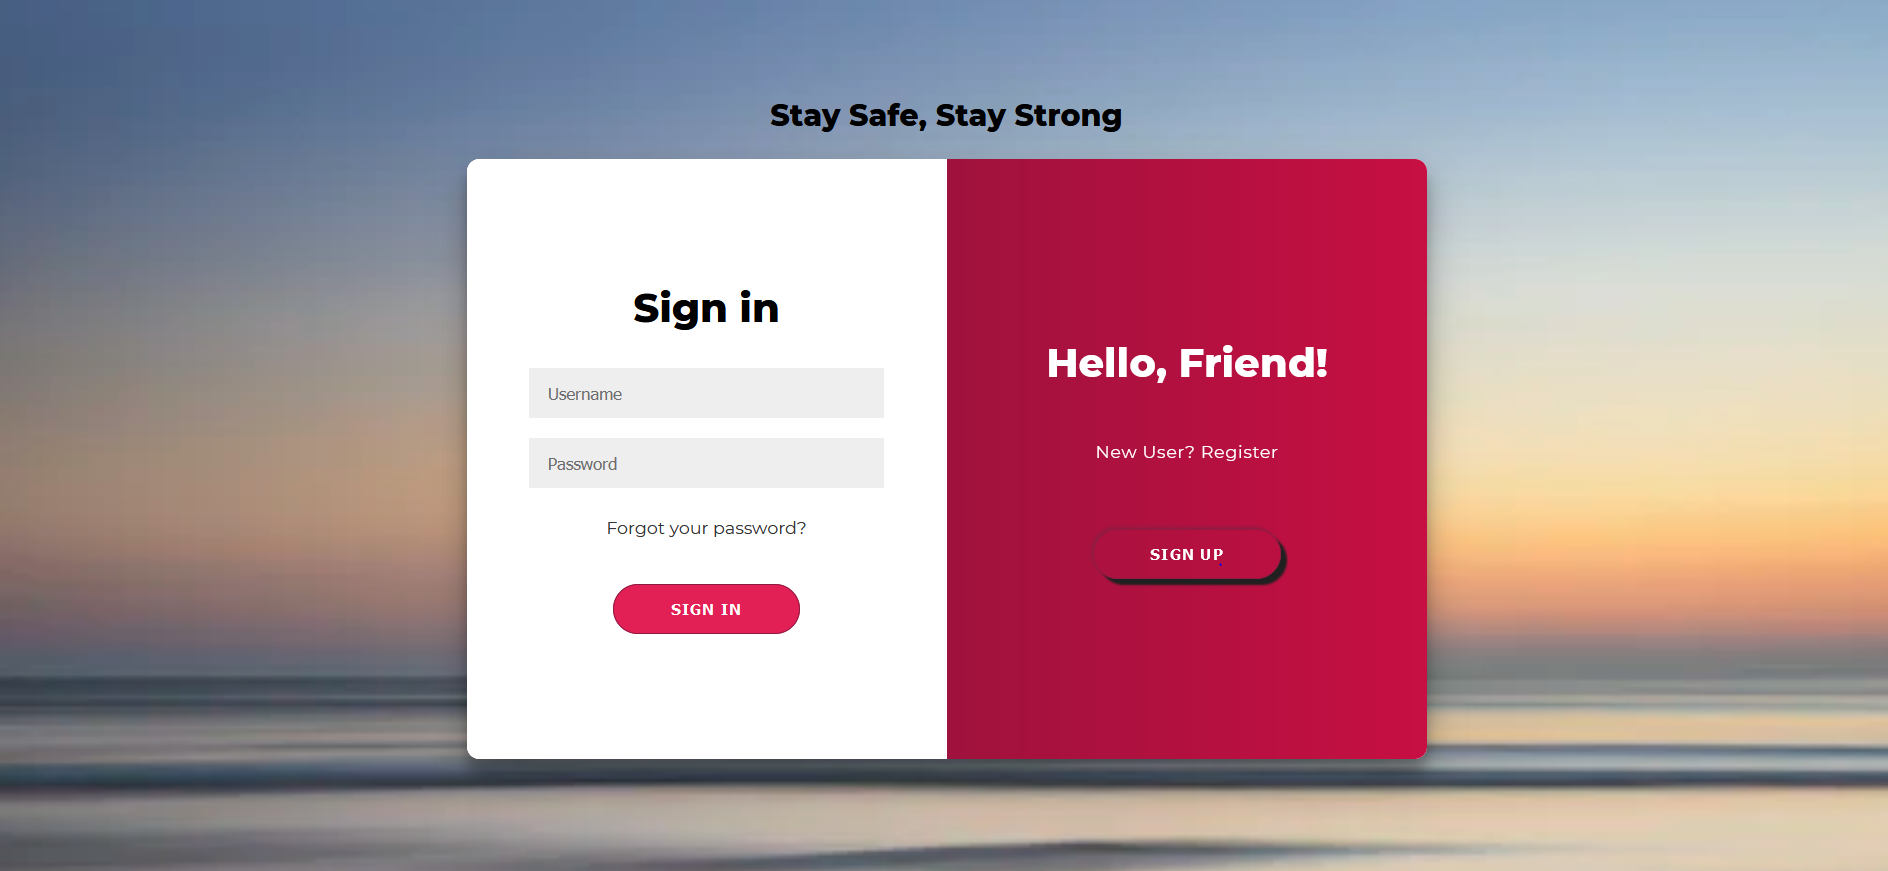 Stay Safe, Stay Strong
Sign in
Username
Password
Forgot your password?
SIGN IN
Hello, Friend!
New User? Register
SIGN UP